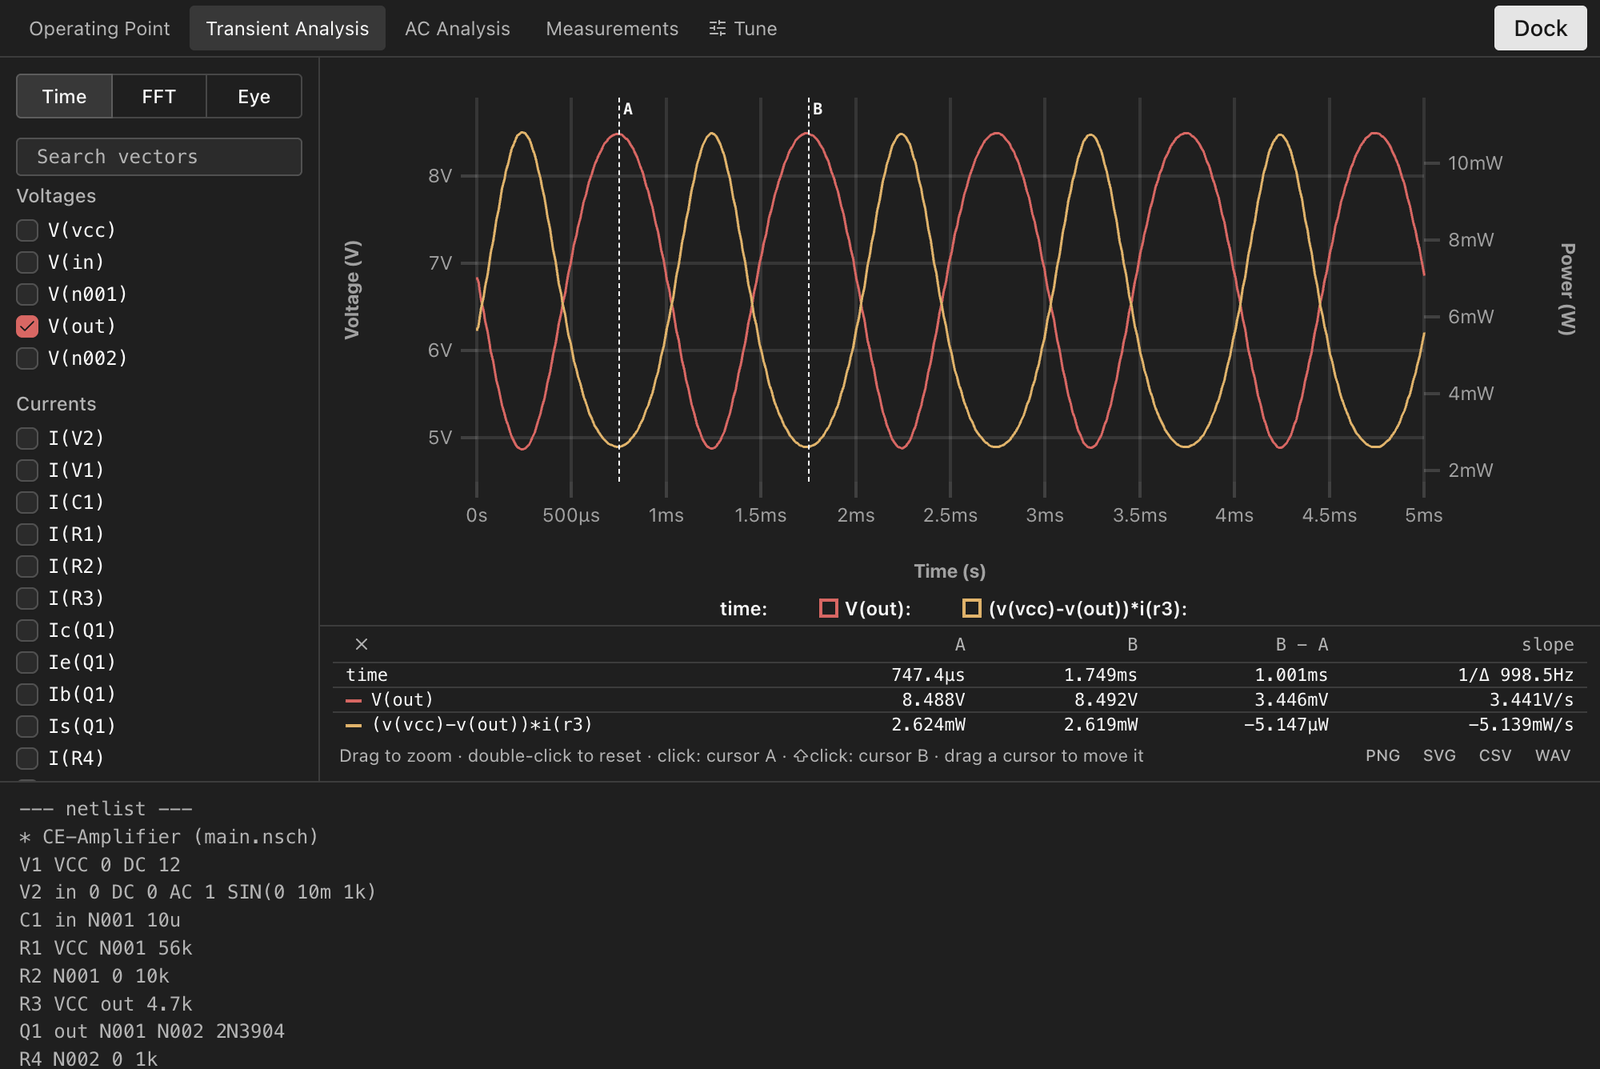 Operating Point Transient Analysis AC Analysis Measurements Tune Dock
Time FFT Eye
Search vectors
Voltages
V(vcc)
V(in)
V(n001)
V(out)
V(n002)
Currents
I(V2)
I(V1)
I(C1)
I(R1)
I(R2)
I(R3)
Ic(Q1)
Ie(Q1)
Ib(Q1)
Is(Q1)
I(R4)
A B
8V
7V
6V
5V
Voltage (V)
10mW
8mW
6mW
4mW
2mW
Power (W)
0s 500µs 1ms 1.5ms 2ms 2.5ms 3ms 3.5ms 4ms 4.5ms 5ms
Time (s)
time: V(out): (v(vcc)-v(out))*i(r3):
× A B B − A slope
time 747.4µs 1.749ms 1.001ms 1/Δ 998.5Hz
V(out) 8.488V 8.492V 3.446mV 3.441V/s
(v(vcc)−v(out))*i(r3) 2.624mW 2.619mW −5.147µW −5.139mW/s
Drag to zoom · double-click to reset · click: cursor A · ⇧click: cursor B · drag a cursor to move it PNG SVG CSV WAV
--- netlist ---
* CE-Amplifier (main.nsch)
V1 VCC 0 DC 12
V2 in 0 DC 0 AC 1 SIN(0 10m 1k)
C1 in N001 10u
R1 VCC N001 56k
R2 N001 0 10k
R3 VCC out 4.7k
Q1 out N001 N002 2N3904
R4 N002 0 1k